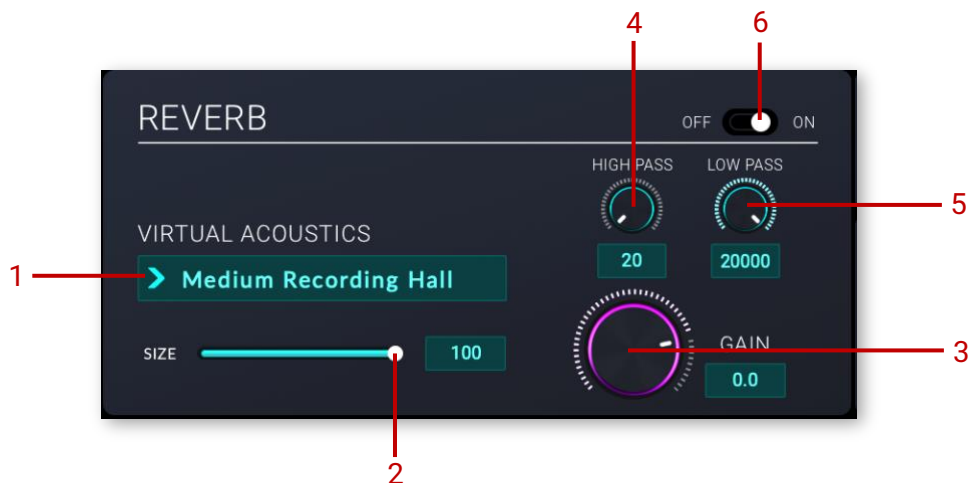 4
6
REVERB
OFF
ON
HIGH PASS
LOW PASS
5
VIRTUAL ACOUSTICS
20
20000
1
Medium Recording Hall
SIZE
100
GAIN
3
0.0
2